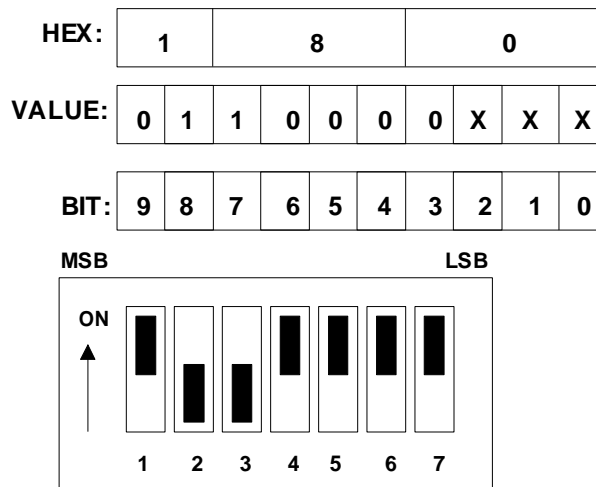 HEX: 1 8 0
VALUE: 0 1 1 0 0 0 0 X X X
BIT: 9 8 7 6 5 4 3 2 1 0
MSB LSB
ON
1 2 3 4 5 6 7